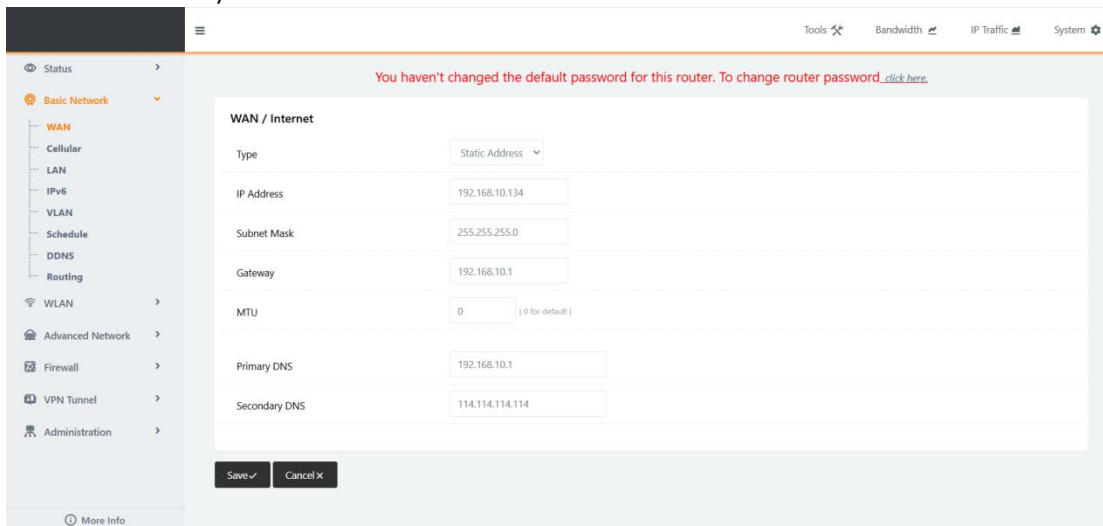 Tools Bandwidth IP Traffic System
Status
You haven't changed the default password for this router. To change router password click here.
Basic Network
WAN
Cellular
LAN
IPv6
VLAN
Schedule
DDNS
Routing
WLAN
Advanced Network
Firewall
VPN Tunnel
Administration
More Info
WAN / Internet
Type Static Address
IP Address 192.168.10.134
Subnet Mask 255.255.255.0
Gateway 192.168.10.1
MTU 0 ( 0 for default )
Primary DNS 192.168.10.1
Secondary DNS 114.114.114.114
Save Cancel